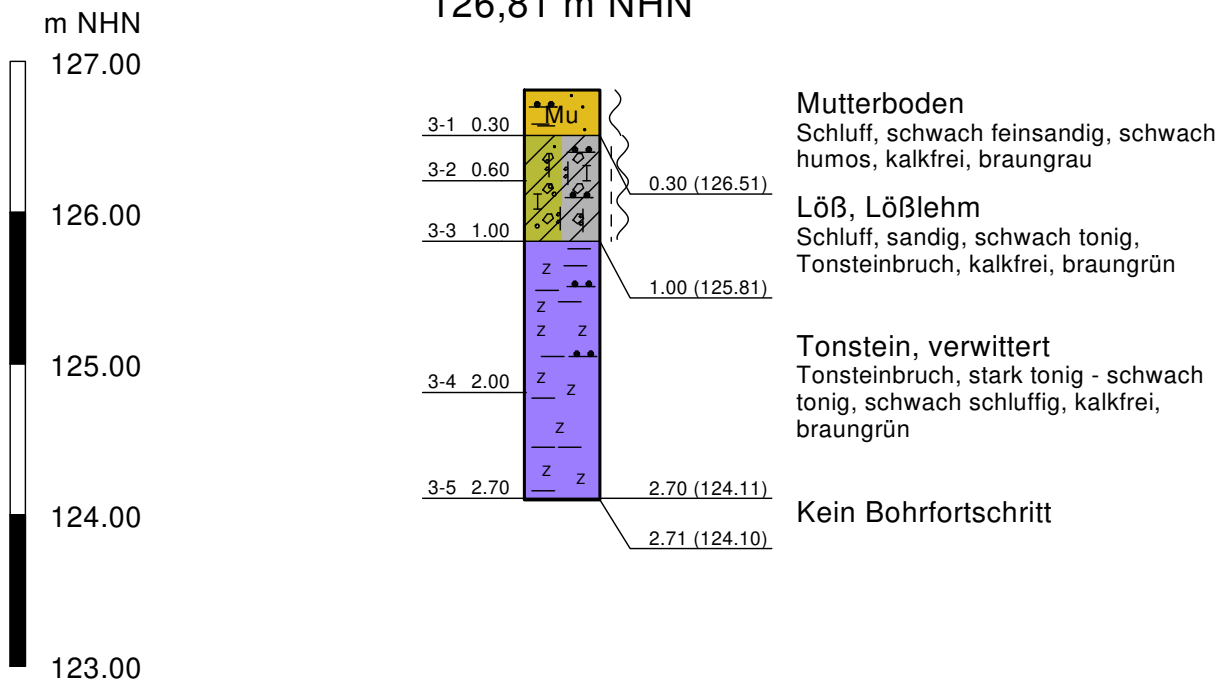 126,81 m NHN
m NHN
127.00
126.00
125.00
124.00
123.00
3-1 0.30
3-2 0.60
3-3 1.00
3-4 2.00
3-5 2.70
Mu
z
z
z z
z
z
z
z
z
0.30 (126.51)
1.00 (125.81)
2.70 (124.11)
2.71 (124.10)
Mutterboden
Schluff, schwach feinsandig, schwach
humos, kalkfrei, braungrau
Löß, Lößlehm
Schluff, sandig, schwach tonig,
Tonsteinbruch, kalkfrei, braungrün
Tonstein, verwittert
Tonsteinbruch, stark tonig - schwach
tonig, schwach schluffig, kalkfrei,
braungrün
Kein Bohrfortschritt